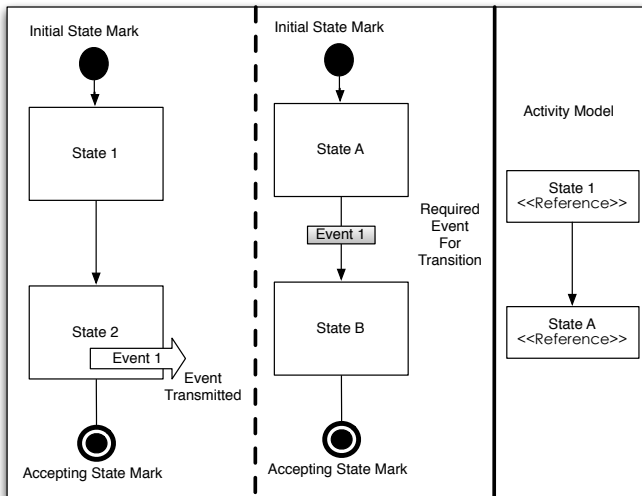 Initial State Mark
State 1
State 2
Event 1
Event
Transmitted
Accepting State Mark
Initial State Mark
State A
Event 1
Required
Event
For
Transition
State B
Accepting State Mark
Activity Model
State 1
<<Reference>>
State A
<<Reference>>